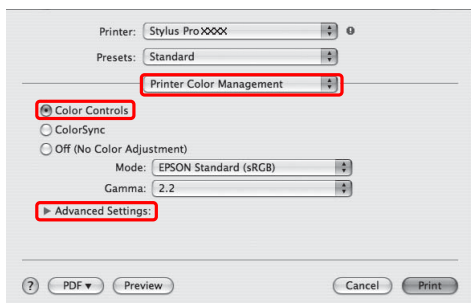 Printer: Stylus Pro XXXX
Presets: Standard
Printer Color Management
Color Controls
ColorSync
Off (No Color Adjustment)
Mode: EPSON Standard (sRGB)
Gamma: 2.2
Advanced Settings:
? PDF Preview Cancel Print